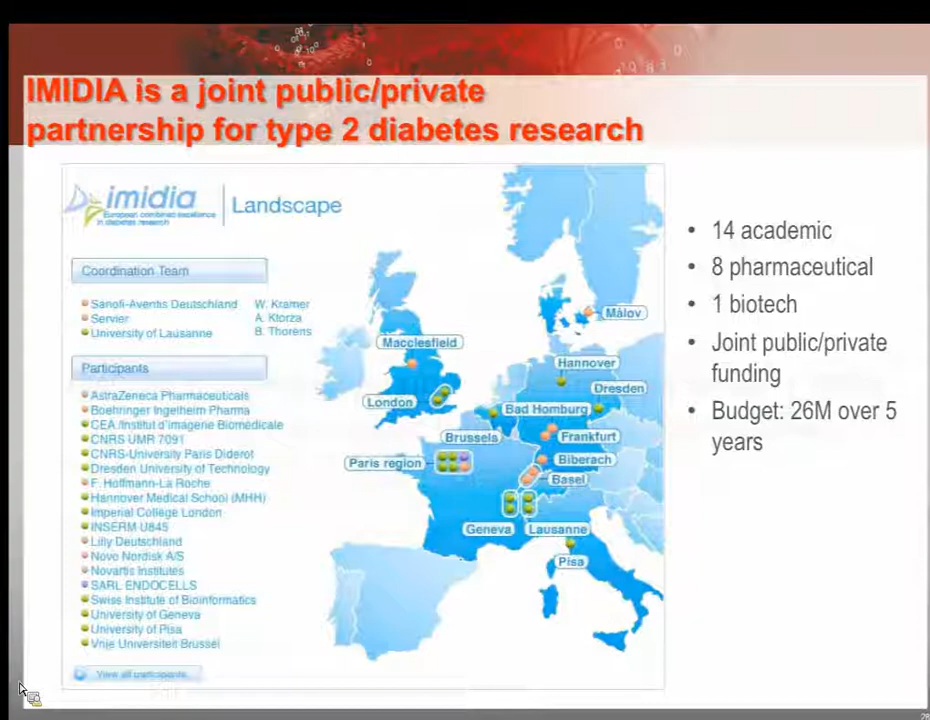 IMIDIA is a joint public/private
partnership for type 2 diabetes research
imidia
European combined excellence
in diabetes research
Landscape
Coordination Team
Sanofi-Aventis Deutschland W. Kramer
Servier A. Ktorza
University of Lausanne B. Thorens
Participants
AstraZeneca Pharmaceuticals
Boehringer Ingelheim Pharma
CEA /Institut d'imagerie Biomédicale
CNRS UMR 7091
CNRS-University Paris Diderot
Dresden University of Technology
F. Hoffmann-La Roche
Hannover Medical School (MHH)
Imperial College London
INSERM U845
Lilly Deutschland
Novo Nordisk A/S
Novartis Institutes
SARL ENDOCELLS
Swiss Institute of Bioinformatics
University of Geneva
University of Pisa
Vrije Universiteit Brussel
View all participants
Måløv
Macclesfield
Hannover
Dresden
London
Bad Homburg
Brussels
Frankfurt
Paris region
Biberach
Basel
Geneva
Lausanne
Pisa
• 14 academic
• 8 pharmaceutical
• 1 biotech
• Joint public/private
funding
• Budget: 26M over 5
years